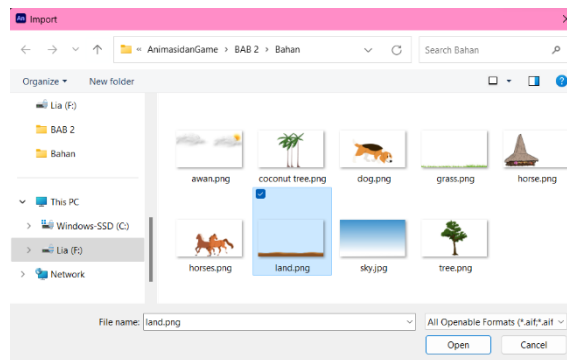 An Import
« AnimasidanGame > BAB 2 > Bahan
Search Bahan
Organize
New folder
Lia (F:)
BAB 2
Bahan
This PC
Windows-SSD (C:)
Lia (F:)
Network
awan.png
coconut tree.png
dog.png
grass.png
horse.png
horses.png
land.png
sky.jpg
tree.png
File name: land.png
All Openable Formats (*.aif;*.aif
Open
Cancel